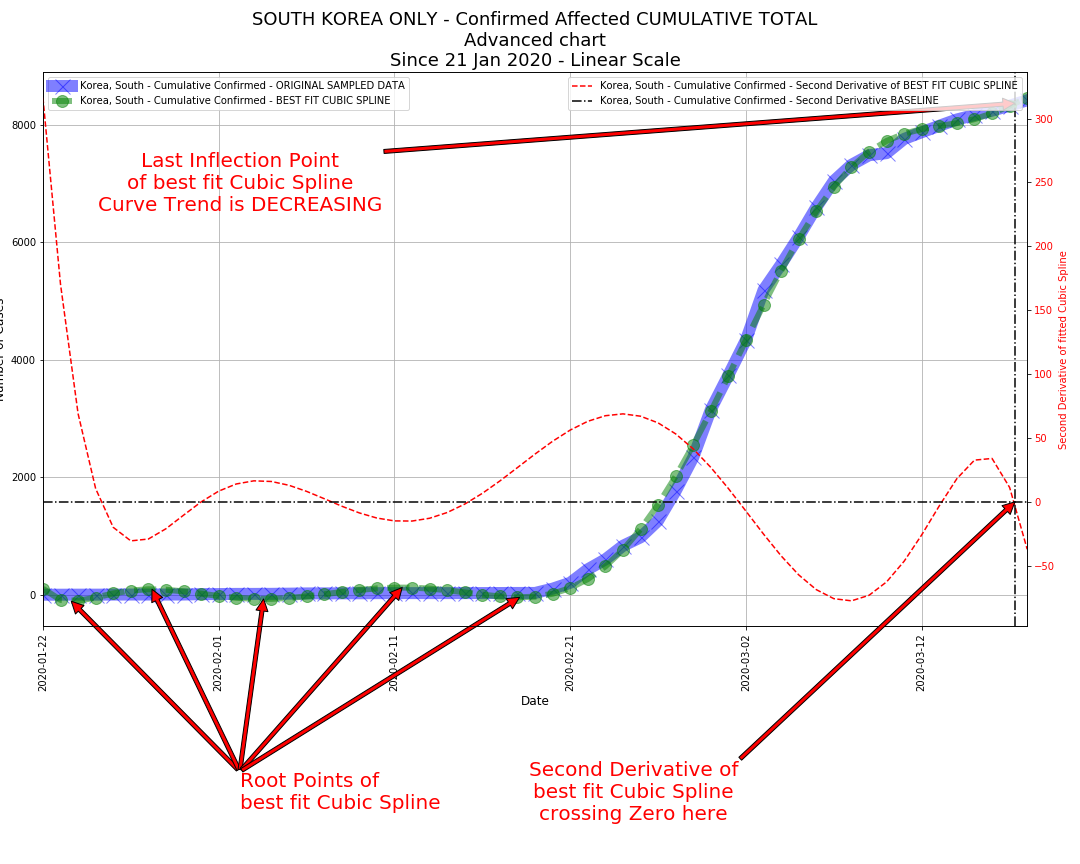 SOUTH KOREA ONLY - Confirmed Affected CUMULATIVE TOTAL
Advanced chart
Since 21 Jan 2020 - Linear Scale
Korea, South - Cumulative Confirmed - ORIGINAL SAMPLED DATA
Korea, South - Cumulative Confirmed - BEST FIT CUBIC SPLINE
Korea, South - Cumulative Confirmed - Second Derivative of BEST FIT CUBIC SPLINE
Korea, South - Cumulative Confirmed - Second Derivative BASELINE
Last Inflection Point
of best fit Cubic Spline
Curve Trend is DECREASING
8000
6000
4000
2000
0
300
250
200
150
100
50
0
−50
Second Derivative of fitted Cubic Spline
2020-01-22
2020-02-01
2020-02-11
2020-02-21
2020-03-02
2020-03-12
Date
Root Points of
best fit Cubic Spline
Second Derivative of
best fit Cubic Spline
crossing Zero here